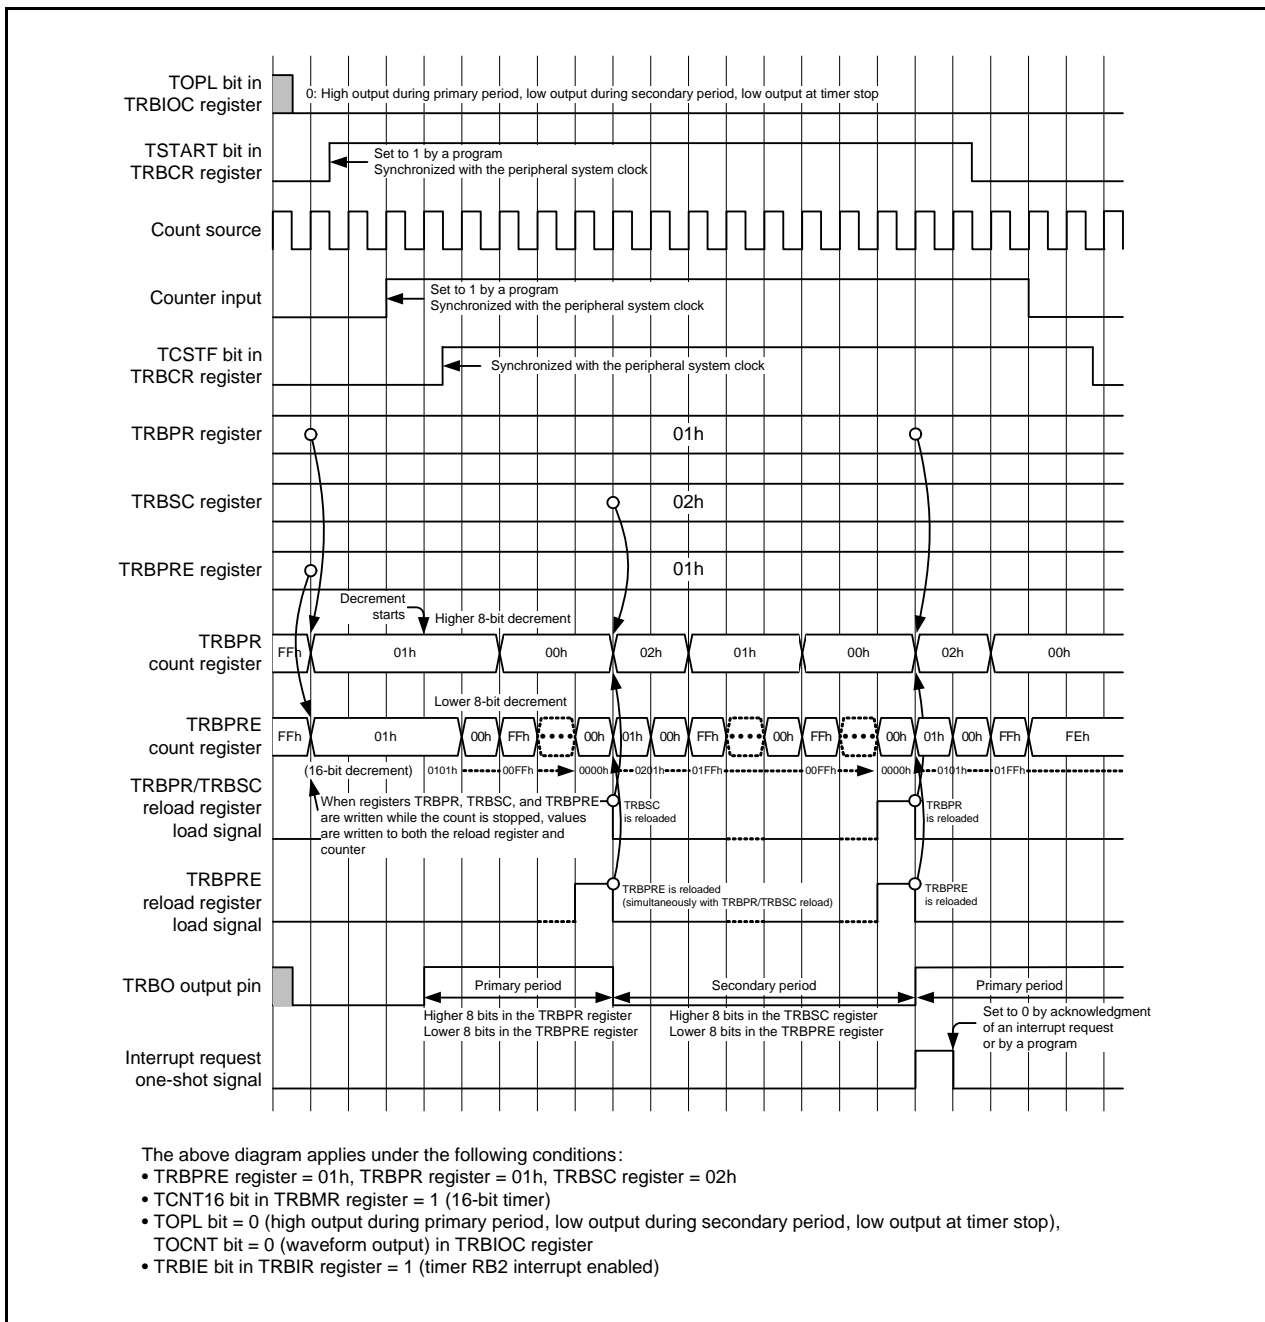 TOPL bit in
TRBIOC register
0: High output during primary period, low output during secondary period, low output at timer stop
TSTART bit in
TRBCR register
Set to 1 by a program
Synchronized with the peripheral system clock
Count source
Counter input
Set to 1 by a program
Synchronized with the peripheral system clock
TCSTF bit in
TRBCR register
Synchronized with the peripheral system clock
TRBPR register
01h
TRBSC register
02h
TRBPRE register
01h
Decrement
starts
Higher 8-bit decrement
TRBPR
count register
FFh 01h 00h 02h 01h 00h 02h 00h
Lower 8-bit decrement
TRBPRE
count register
FFh 01h 00h FFh 00h 01h 00h FFh 00h FFh 00h 01h 00h FFh FEh
(16-bit decrement) 0101h 00FFh 0000h 0201h 01FFh 00FFh 0000h 0101h 01FFh
TRBPR/TRBSC
reload register
load signal
When registers TRBPR, TRBSC, and TRBPRE
are written while the count is stopped, values
are written to both the reload register and
counter
TRBSC
is reloaded
TRBPR
is reloaded
TRBPRE
reload register
load signal
TRBPRE is reloaded
(simultaneously with TRBPR/TRBSC reload)
TRBPRE
is reloaded
TRBO output pin
Primary period
Secondary period
Primary period
Higher 8 bits in the TRBPR register
Lower 8 bits in the TRBPRE register
Higher 8 bits in the TRBSC register
Lower 8 bits in the TRBPRE register
Set to 0 by acknowledgment
of an interrupt request
or by a program
Interrupt request
one-shot signal
The above diagram applies under the following conditions:
• TRBPRE register = 01h, TRBPR register = 01h, TRBSC register = 02h
• TCNT16 bit in TRBMR register = 1 (16-bit timer)
• TOPL bit = 0 (high output during primary period, low output during secondary period, low output at timer stop),
TOCNT bit = 0 (waveform output) in TRBIOC register
• TRBIE bit in TRBIR register = 1 (timer RB2 interrupt enabled)